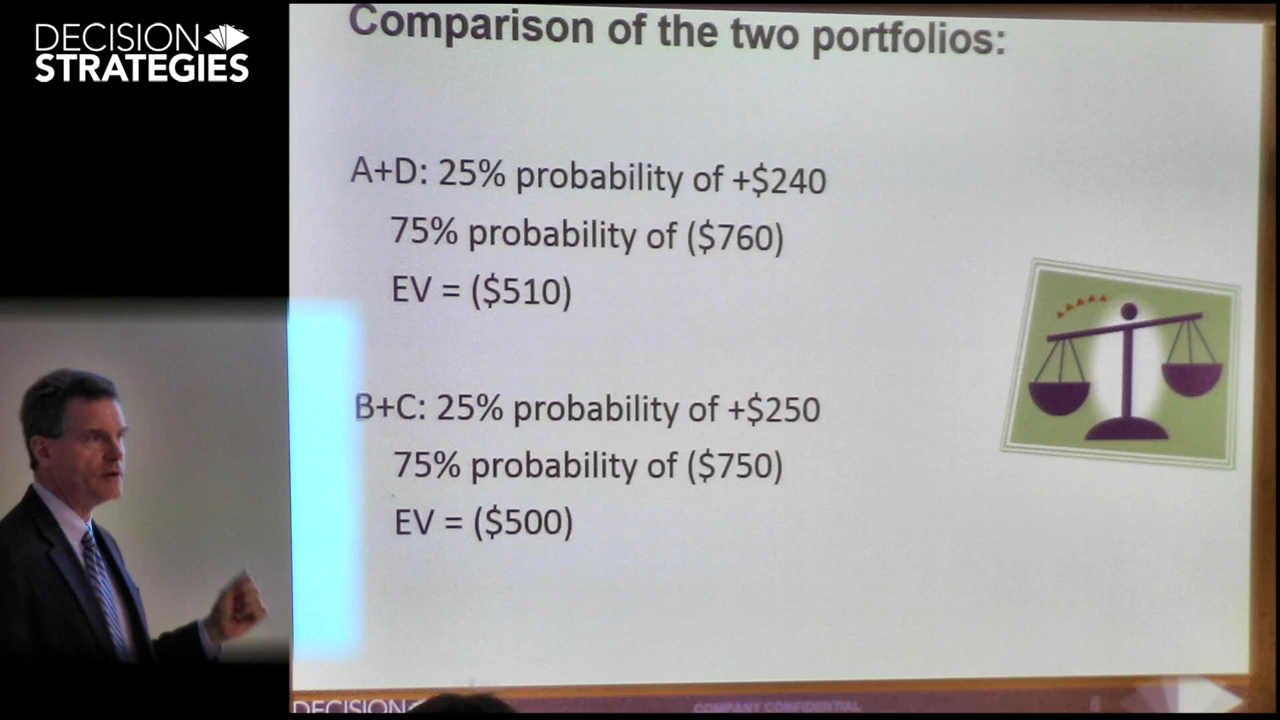 DECISION
STRATEGIES
Comparison of the two portfolios:
A+D: 25% probability of +$240
75% probability of ($760)
EV = ($510)
B+C: 25% probability of +$250
75% probability of ($750)
EV = ($500)
DECISION
COMPANY CONFIDENTIAL